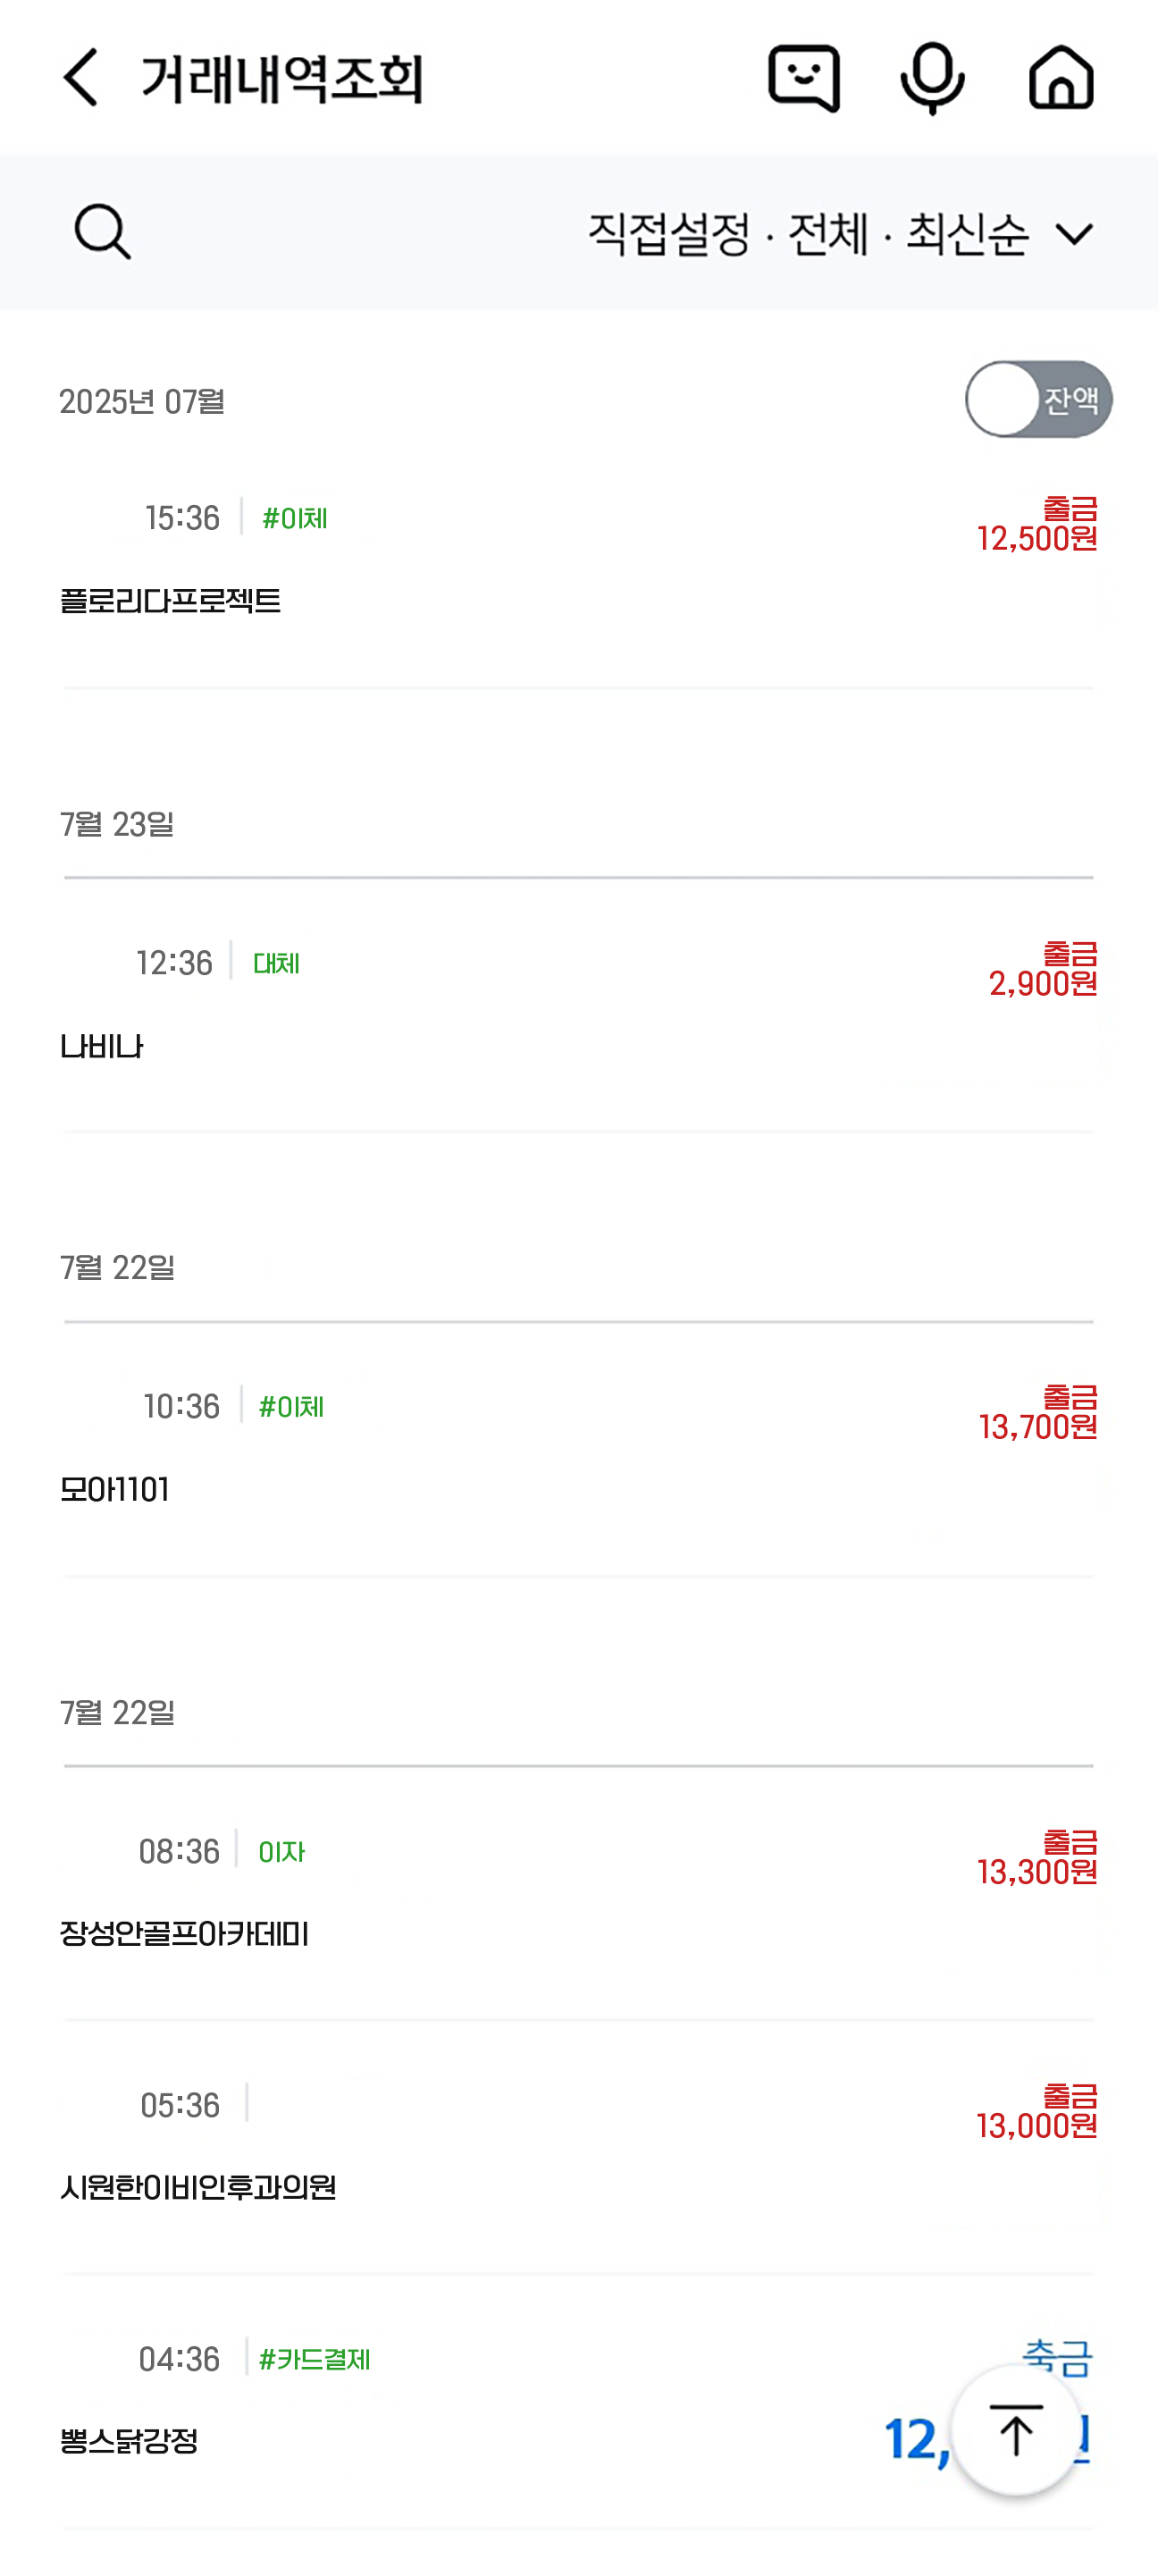 거래내역조회
직접설정 · 전체 · 최신순
2025년 07월
잔액
15:36 #이체
출금
12,500원
플로리다프로젝트
7월 23일
12:36 대체
출금
2,900원
나비나
7월 22일
10:36 #이체
출금
13,700원
모아1101
7월 22일
08:36 이자
출금
13,300원
장성안골프아카데미
05:36
출금
13,000원
시원한이비인후과의원
04:36 #카드결제
출금
12,
뽕스닭강정